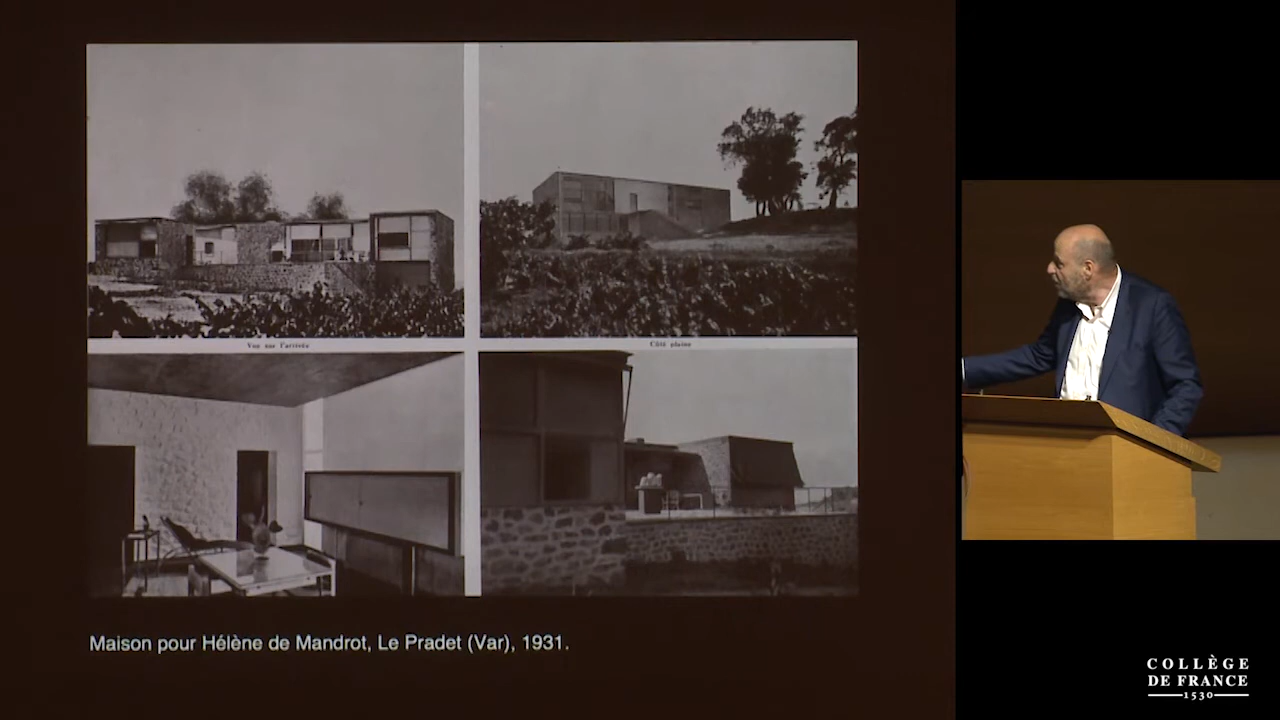 Vue sur l'arrivée
Côté plaine
Maison pour Hélène de Mandrot, Le Pradet (Var), 1931.
COLLÈGE
DE FRANCE
1530